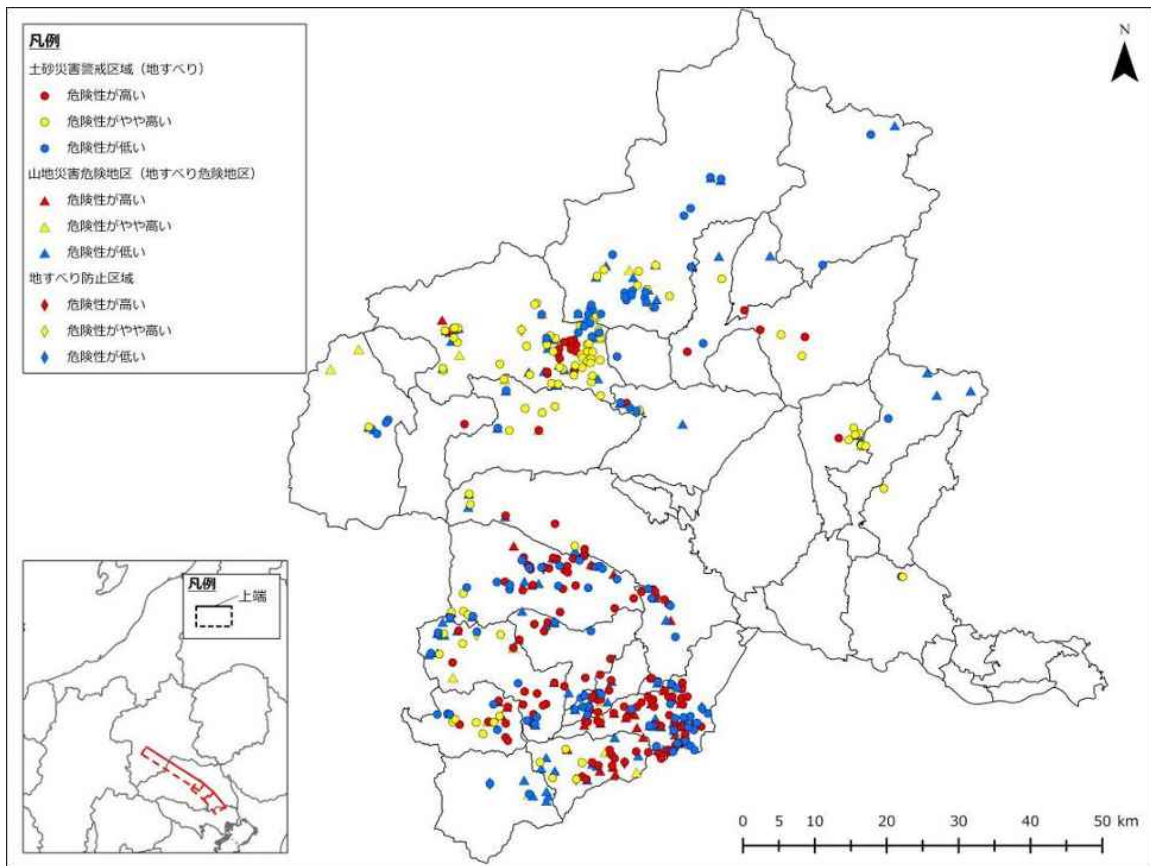 凡例
土砂災害警戒区域（地すべり）
危険性が高い
危険性がやや高い
危険性が低い
山地災害危険地区（地すべり危険地区）
危険性が高い
危険性がやや高い
危険性が低い
地すべり防止区域
危険性が高い
危険性がやや高い
危険性が低い
N
凡例
上端
0 5 10 20 30 40 50 km